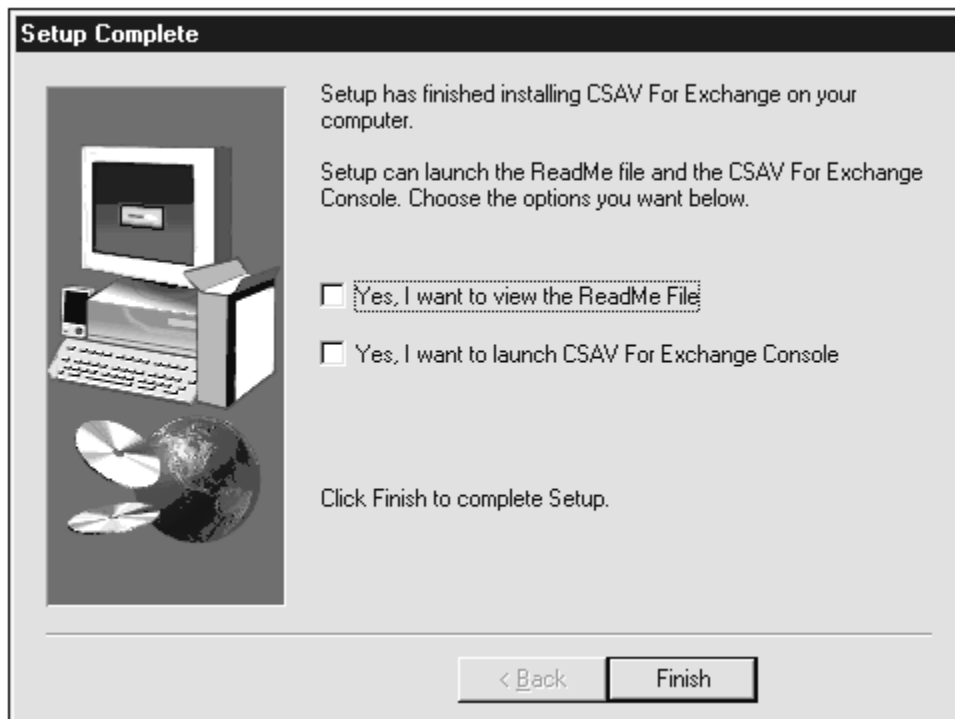 Setup Complete
Setup has finished installing CSAV For Exchange on your
computer.
Setup can launch the ReadMe file and the CSAV For Exchange
Console. Choose the options you want below.
Yes, I want to view the ReadMe File
Yes, I want to launch CSAV For Exchange Console
Click Finish to complete Setup.
< Back
Finish